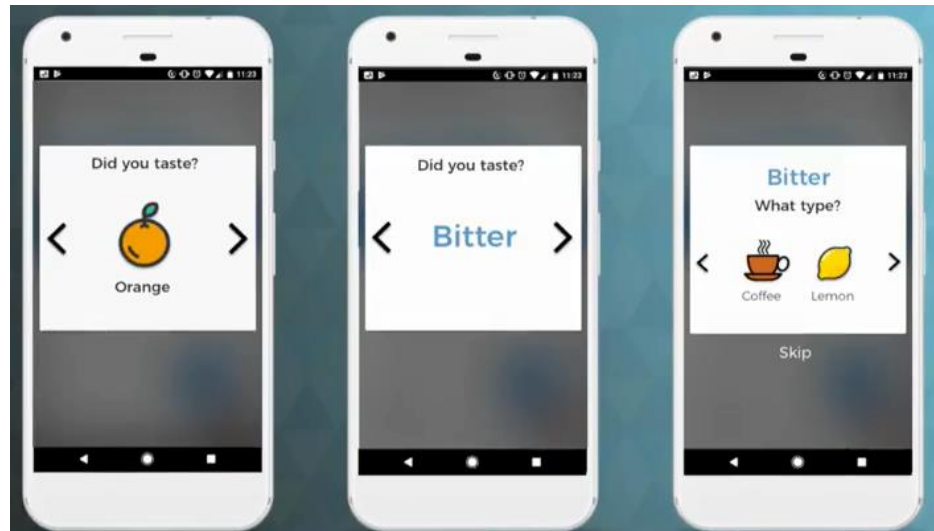 11:23
Did you taste?
Orange
11:23
Did you taste?
Bitter
11:23
Bitter
What type?
Coffee Lemon
Skip